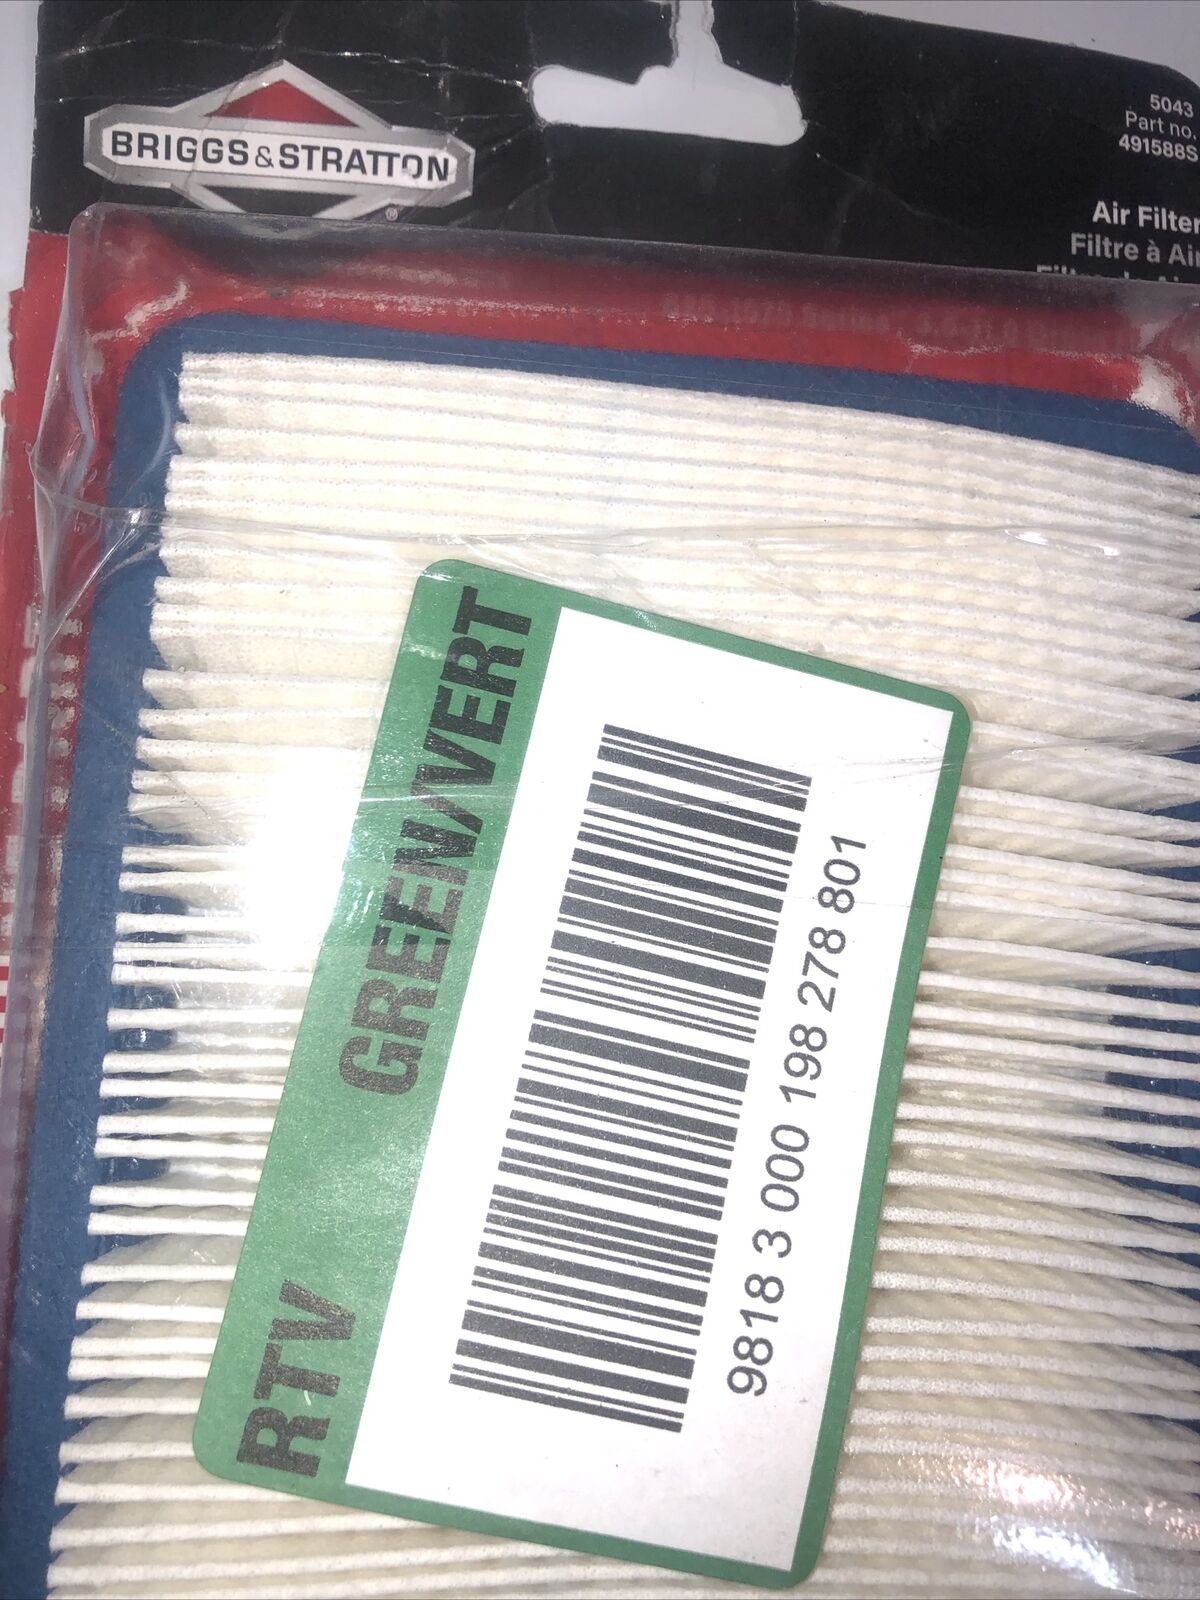 BRIGGS & STRATTON
®
5043
Part no.
491588S
Air Filter
Filtre à Air
RTV GREEN/VERT
9818 3 000 198 278 801